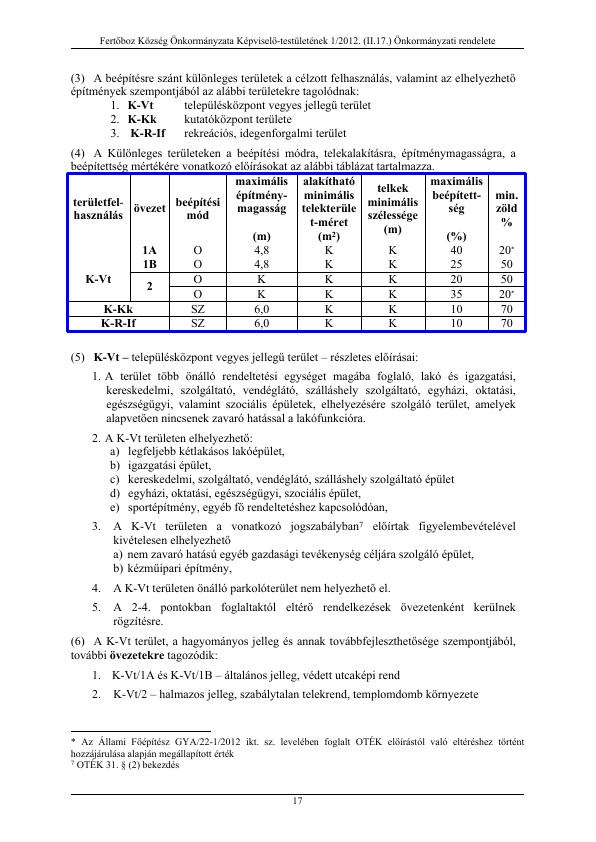 Fertőboz Község Önkormányzata Képviselő-testületének 1/2012. (II.17.) Önkormányzati rendelete
(3) A beépítésre szánt különleges területek a célzott felhasználás, valamint az elhelyezhető
építmények szempontjából az alábbi területekre tagolódnak:
1. K-Vt településközpont vegyes jellegű terület
2. K-Kk kutatóközpont területe
3. K-R-If rekreációs, idegenforgalmi terület
(4) A Különleges területeken a beépítési módra, telekalakításra, építménymagasságra, a
beépítettség mértékére vonatkozó előírásokat az alábbi táblázat tartalmazza.
területfel-használás övezet beépítési mód maximális építmény-magasság (m) alakítható minimális telekterüle t-méret (m²) telkek minimális szélessége (m) maximális beépített-ség (%) min. zöld %
K-Vt 1A O 4,8 K K 40 20*
1B O 4,8 K K 25 50
2 O K K K 20 50
O K K K 35 20*
K-Kk SZ 6,0 K K 10 70
K-R-If SZ 6,0 K K 10 70
(5) K-Vt – településközpont vegyes jellegű terület – részletes előírásai:
1. A terület több önálló rendeltetési egységet magába foglaló, lakó és igazgatási,
kereskedelmi, szolgáltató, vendéglátó, szálláshely szolgáltató, egyházi, oktatási,
egészségügyi, valamint szociális épületek, elhelyezésére szolgáló terület, amelyek
alapvetően nincsenek zavaró hatással a lakófunkcióra.
2. A K-Vt területen elhelyezhető:
a) legfeljebb kétlakásos lakóépület,
b) igazgatási épület,
c) kereskedelmi, szolgáltató, vendéglátó, szálláshely szolgáltató épület
d) egyházi, oktatási, egészségügyi, szociális épület,
e) sportépítmény, egyéb fő rendeltetéshez kapcsolódóan,
3. A K-Vt területen a vonatkozó jogszabályban⁷ előírtak figyelembevételével
kivételesen elhelyezhető
a) nem zavaró hatású egyéb gazdasági tevékenység céljára szolgáló épület,
b) kézműipari építmény,
4. A K-Vt területen önálló parkolóterület nem helyezhető el.
5. A 2-4. pontokban foglaltaktól eltérő rendelkezések övezetenként kerülnek
rögzítésre.
(6) A K-Vt terület, a hagyományos jelleg és annak továbbfejleszthetősége szempontjából,
további övezetekre tagozódik:
1. K-Vt/1A és K-Vt/1B – általános jelleg, védett utcaképi rend
2. K-Vt/2 – halmazos jelleg, szabálytalan telekrend, templomdomb környezete
* Az Állami Főépítész GYA/22-1/2012 ikt. sz. levelében foglalt OTÉK előírástól való eltéréshez történt
hozzájárulása alapján megállapított érték
⁷ OTÉK 31. § (2) bekezdés
17